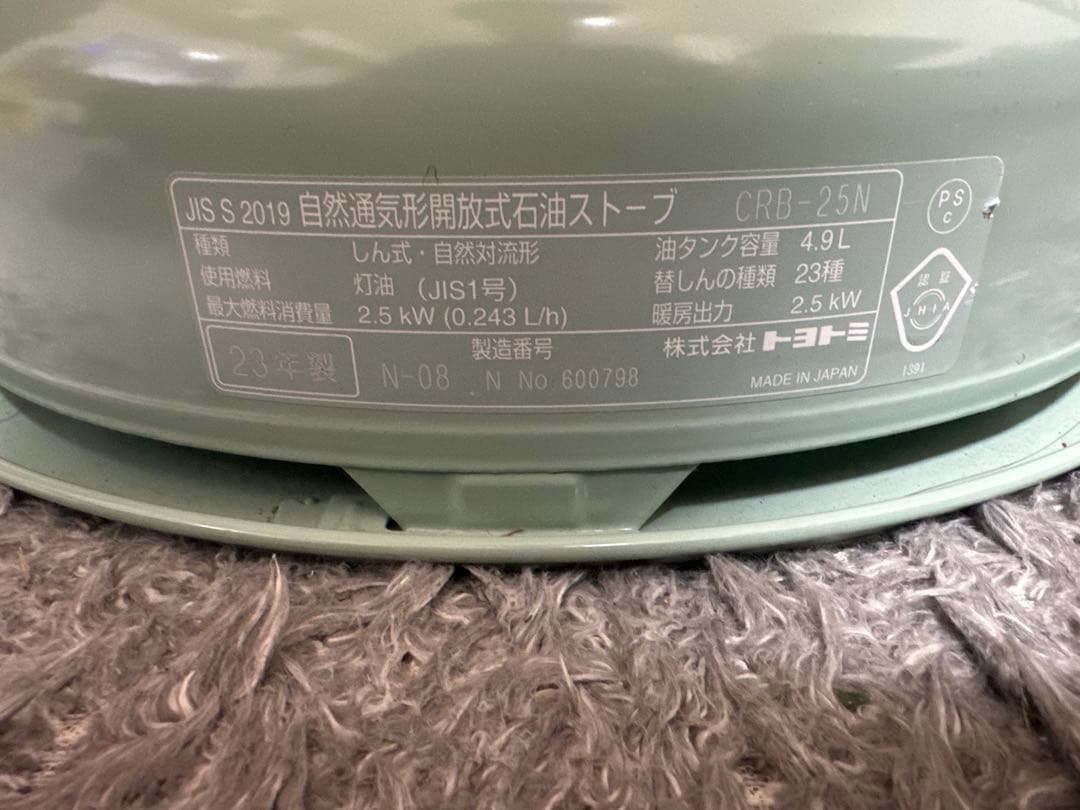 JIS S 2019 自然通気形開放式石油ストーブ CRB-25N
種類 しん式・自然対流形 油タンク容量 4.9L
使用燃料 灯油 (JIS1号) 替しんの種類 23種
最大燃料消費量 2.5 kW (0.243 L/h) 暖房出力 2.5 kW
製造番号 株式会社 トヨトミ
23年製 N-08 N No 600798 MADE IN JAPAN
PS
C
認証
JHIA
1391